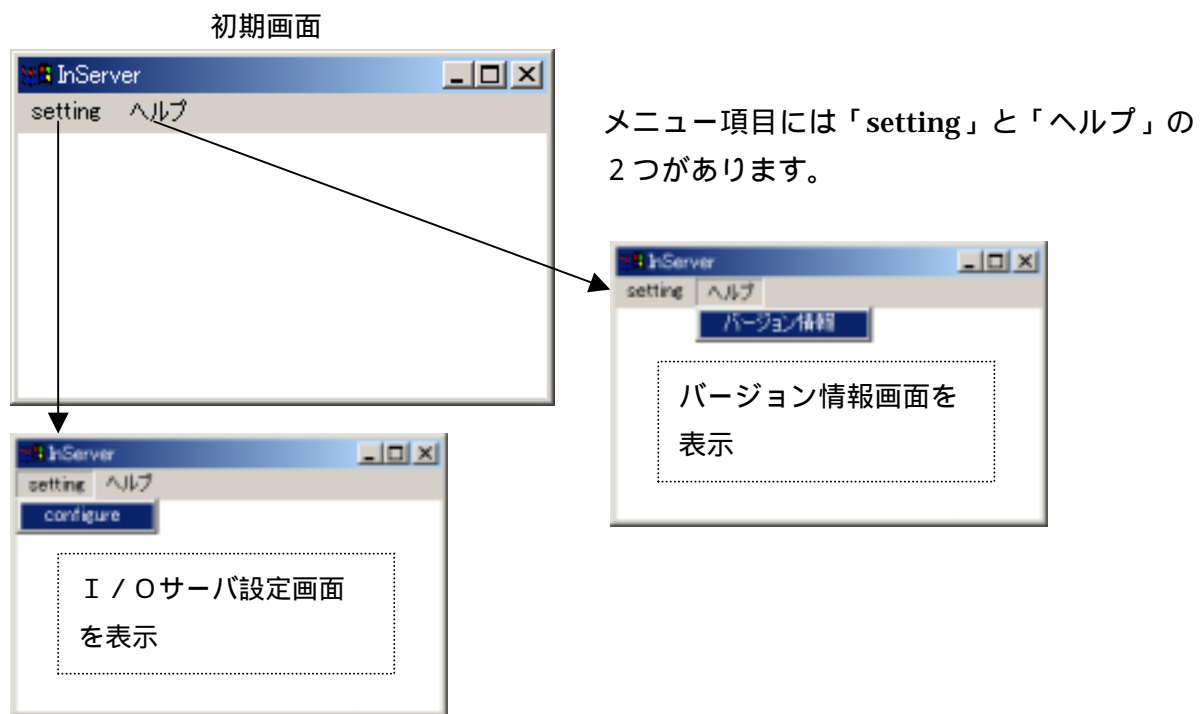 初期画面
InServer
setting ヘルプ
メニュー項目には「setting」と「ヘルプ」の
２つがあります。
InServer
setting ヘルプ
バージョン情報
バージョン情報画面を
表示
InServer
setting ヘルプ
configure
Ｉ／Ｏサーバ設定画面
を表示